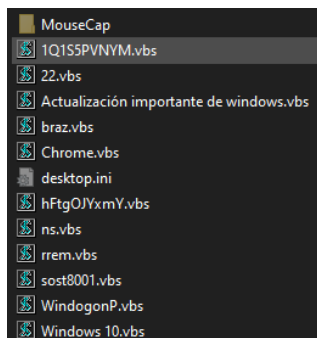 MouseCap
1Q1S5PVNYM.vbs
22.vbs
Actualización importante de windows.vbs
braz.vbs
Chrome.vbs
desktop.ini
hFtgOJYxmY.vbs
ns.vbs
rrem.vbs
sost8001.vbs
WindogonP.vbs
Windows 10.vbs